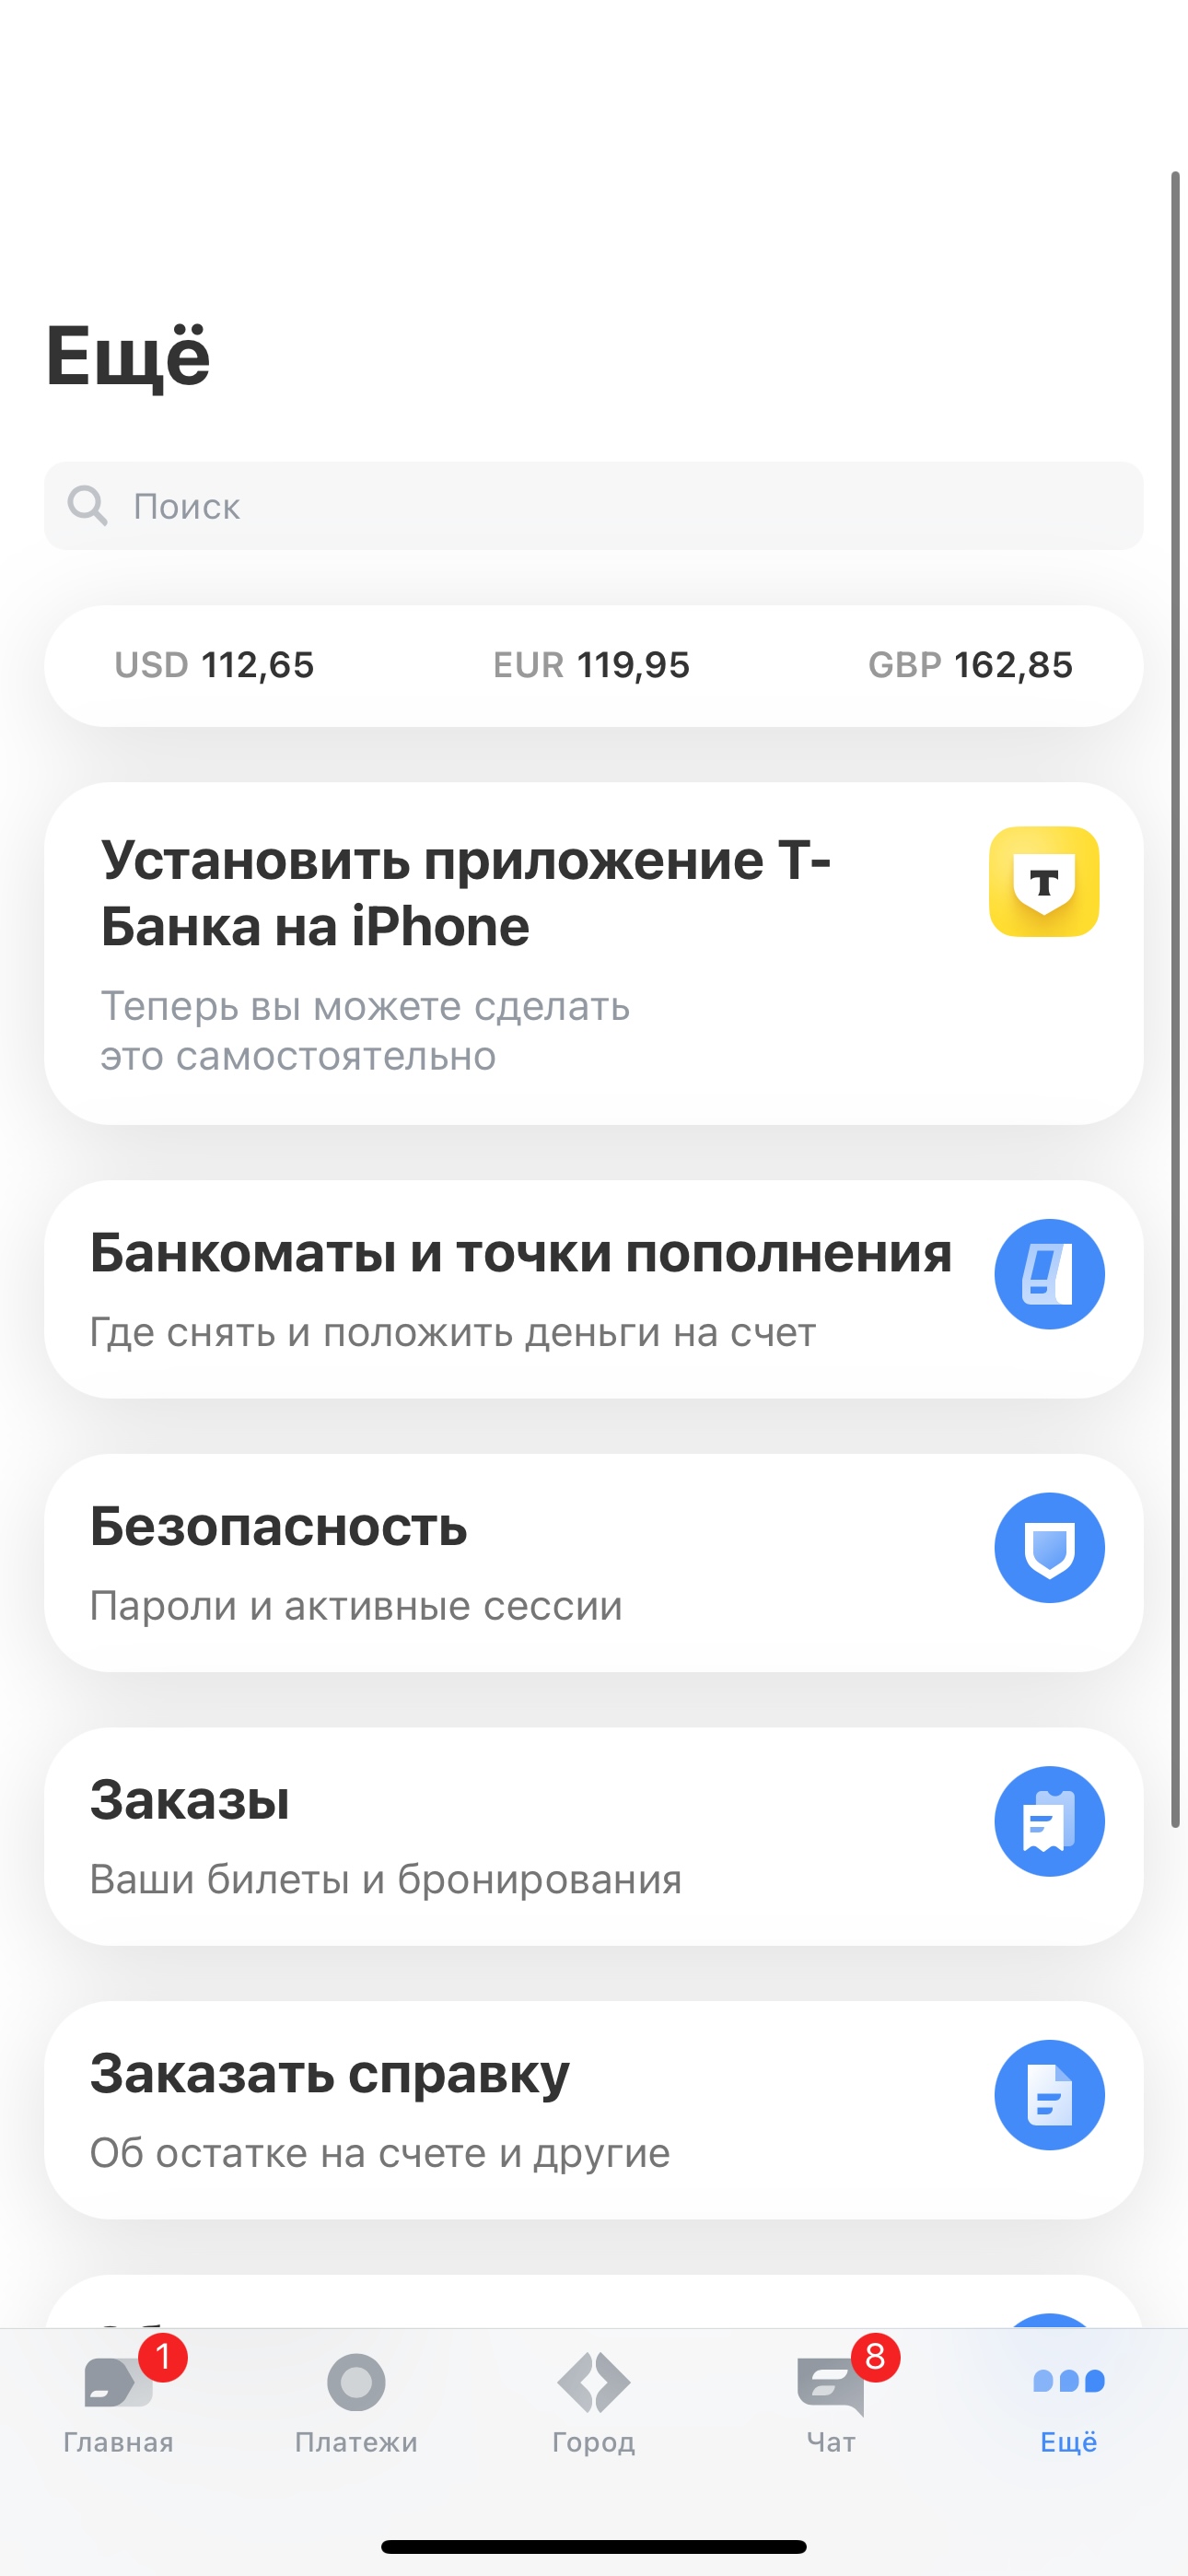 Ещё
Поиск
USD 112,65 EUR 119,95 GBP 162,85
Установить приложение Т-
Банка на iPhone
Теперь вы можете сделать
это самостоятельно
Т
Банкоматы и точки пополнения
Где снять и положить деньги на счет
Безопасность
Пароли и активные сессии
Заказы
Ваши билеты и бронирования
Заказать справку
Об остатке на счете и другие
1
8
Главная Платежи Город Чат Ещё